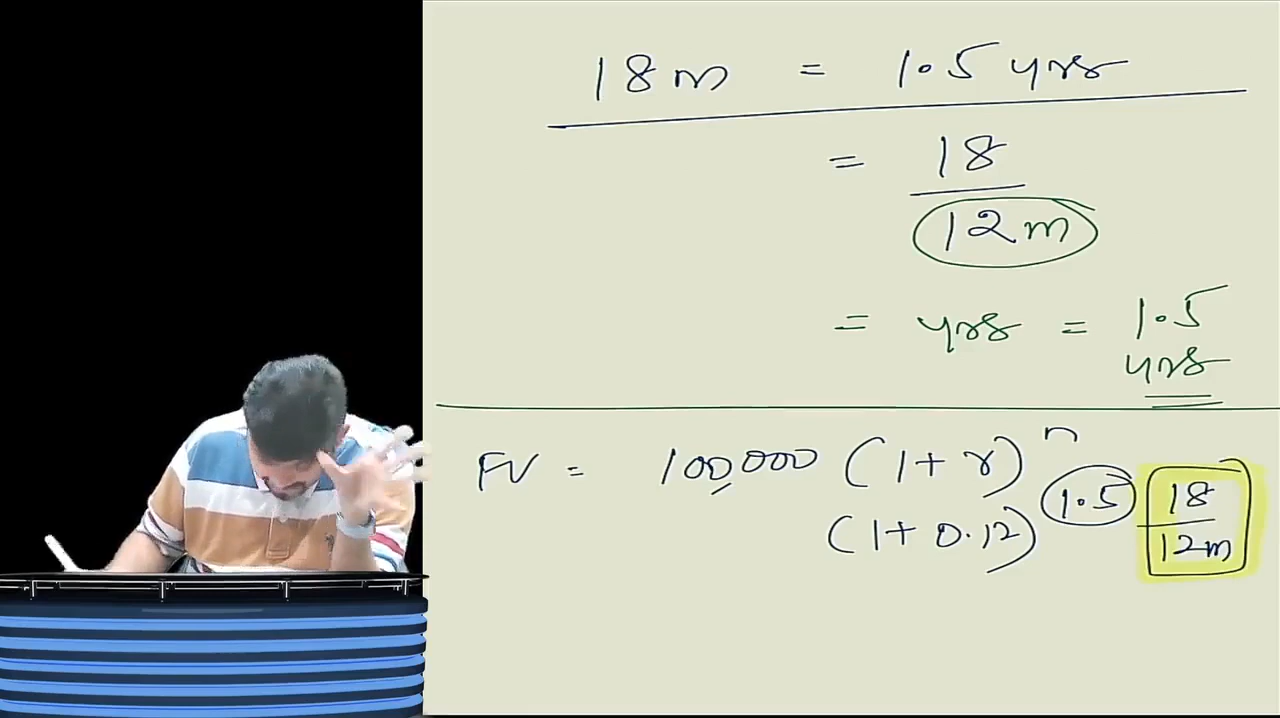 18m = 1.5 yrs
= 18
12m
= yrs = 1.5
yrs
FV = 100,000 (1+r)^n
(1+0.12)^1.5 18/12m